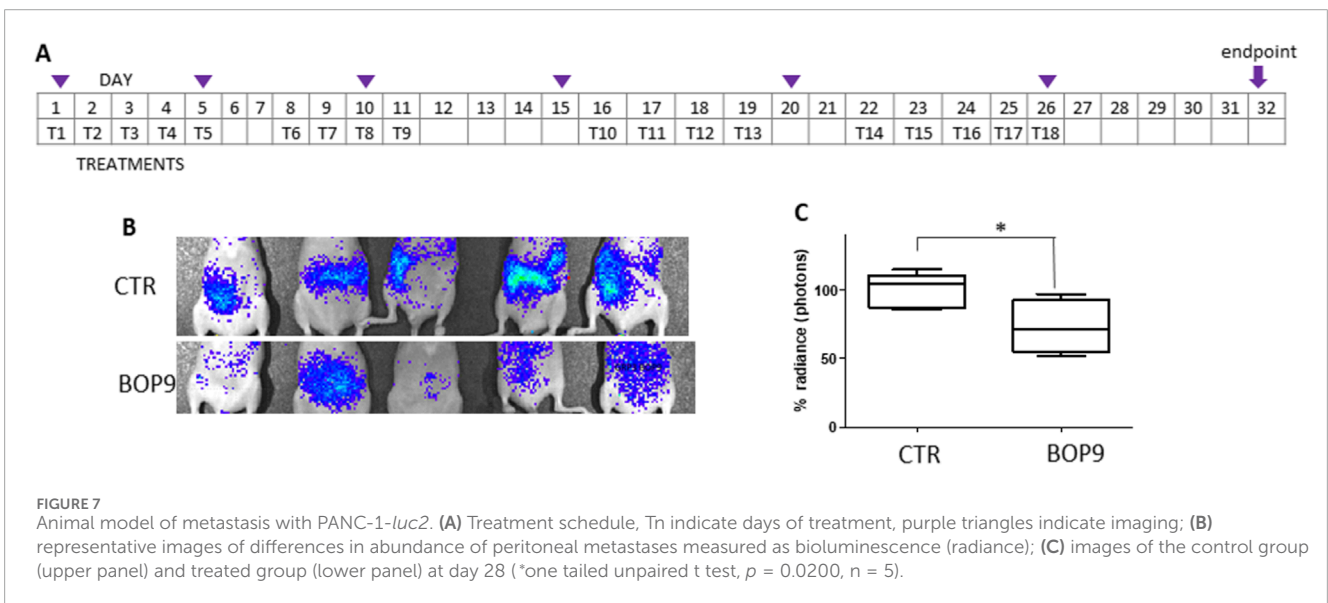 A
endpoint
DAY
1 2 3 4 5 6 7 8 9 10 11 12 13 14 15 16 17 18 19 20 21 22 23 24 25 26 27 28 29 30 31 32
T1 T2 T3 T4 T5 T6 T7 T8 T9 T10 T11 T12 T13 T14 T15 T16 T17 T18
TREATMENTS
B
CTR
BOP9
C
*
% radiance (photons)
100
50
0
CTR BOP9
FIGURE 7
Animal model of metastasis with PANC-1-luc2. (A) Treatment schedule, Tn indicate days of treatment, purple triangles indicate imaging; (B)
representative images of differences in abundance of peritoneal metastases measured as bioluminescence (radiance); (C) images of the control group
(upper panel) and treated group (lower panel) at day 28 (*one tailed unpaired t test, p = 0.0200, n = 5).